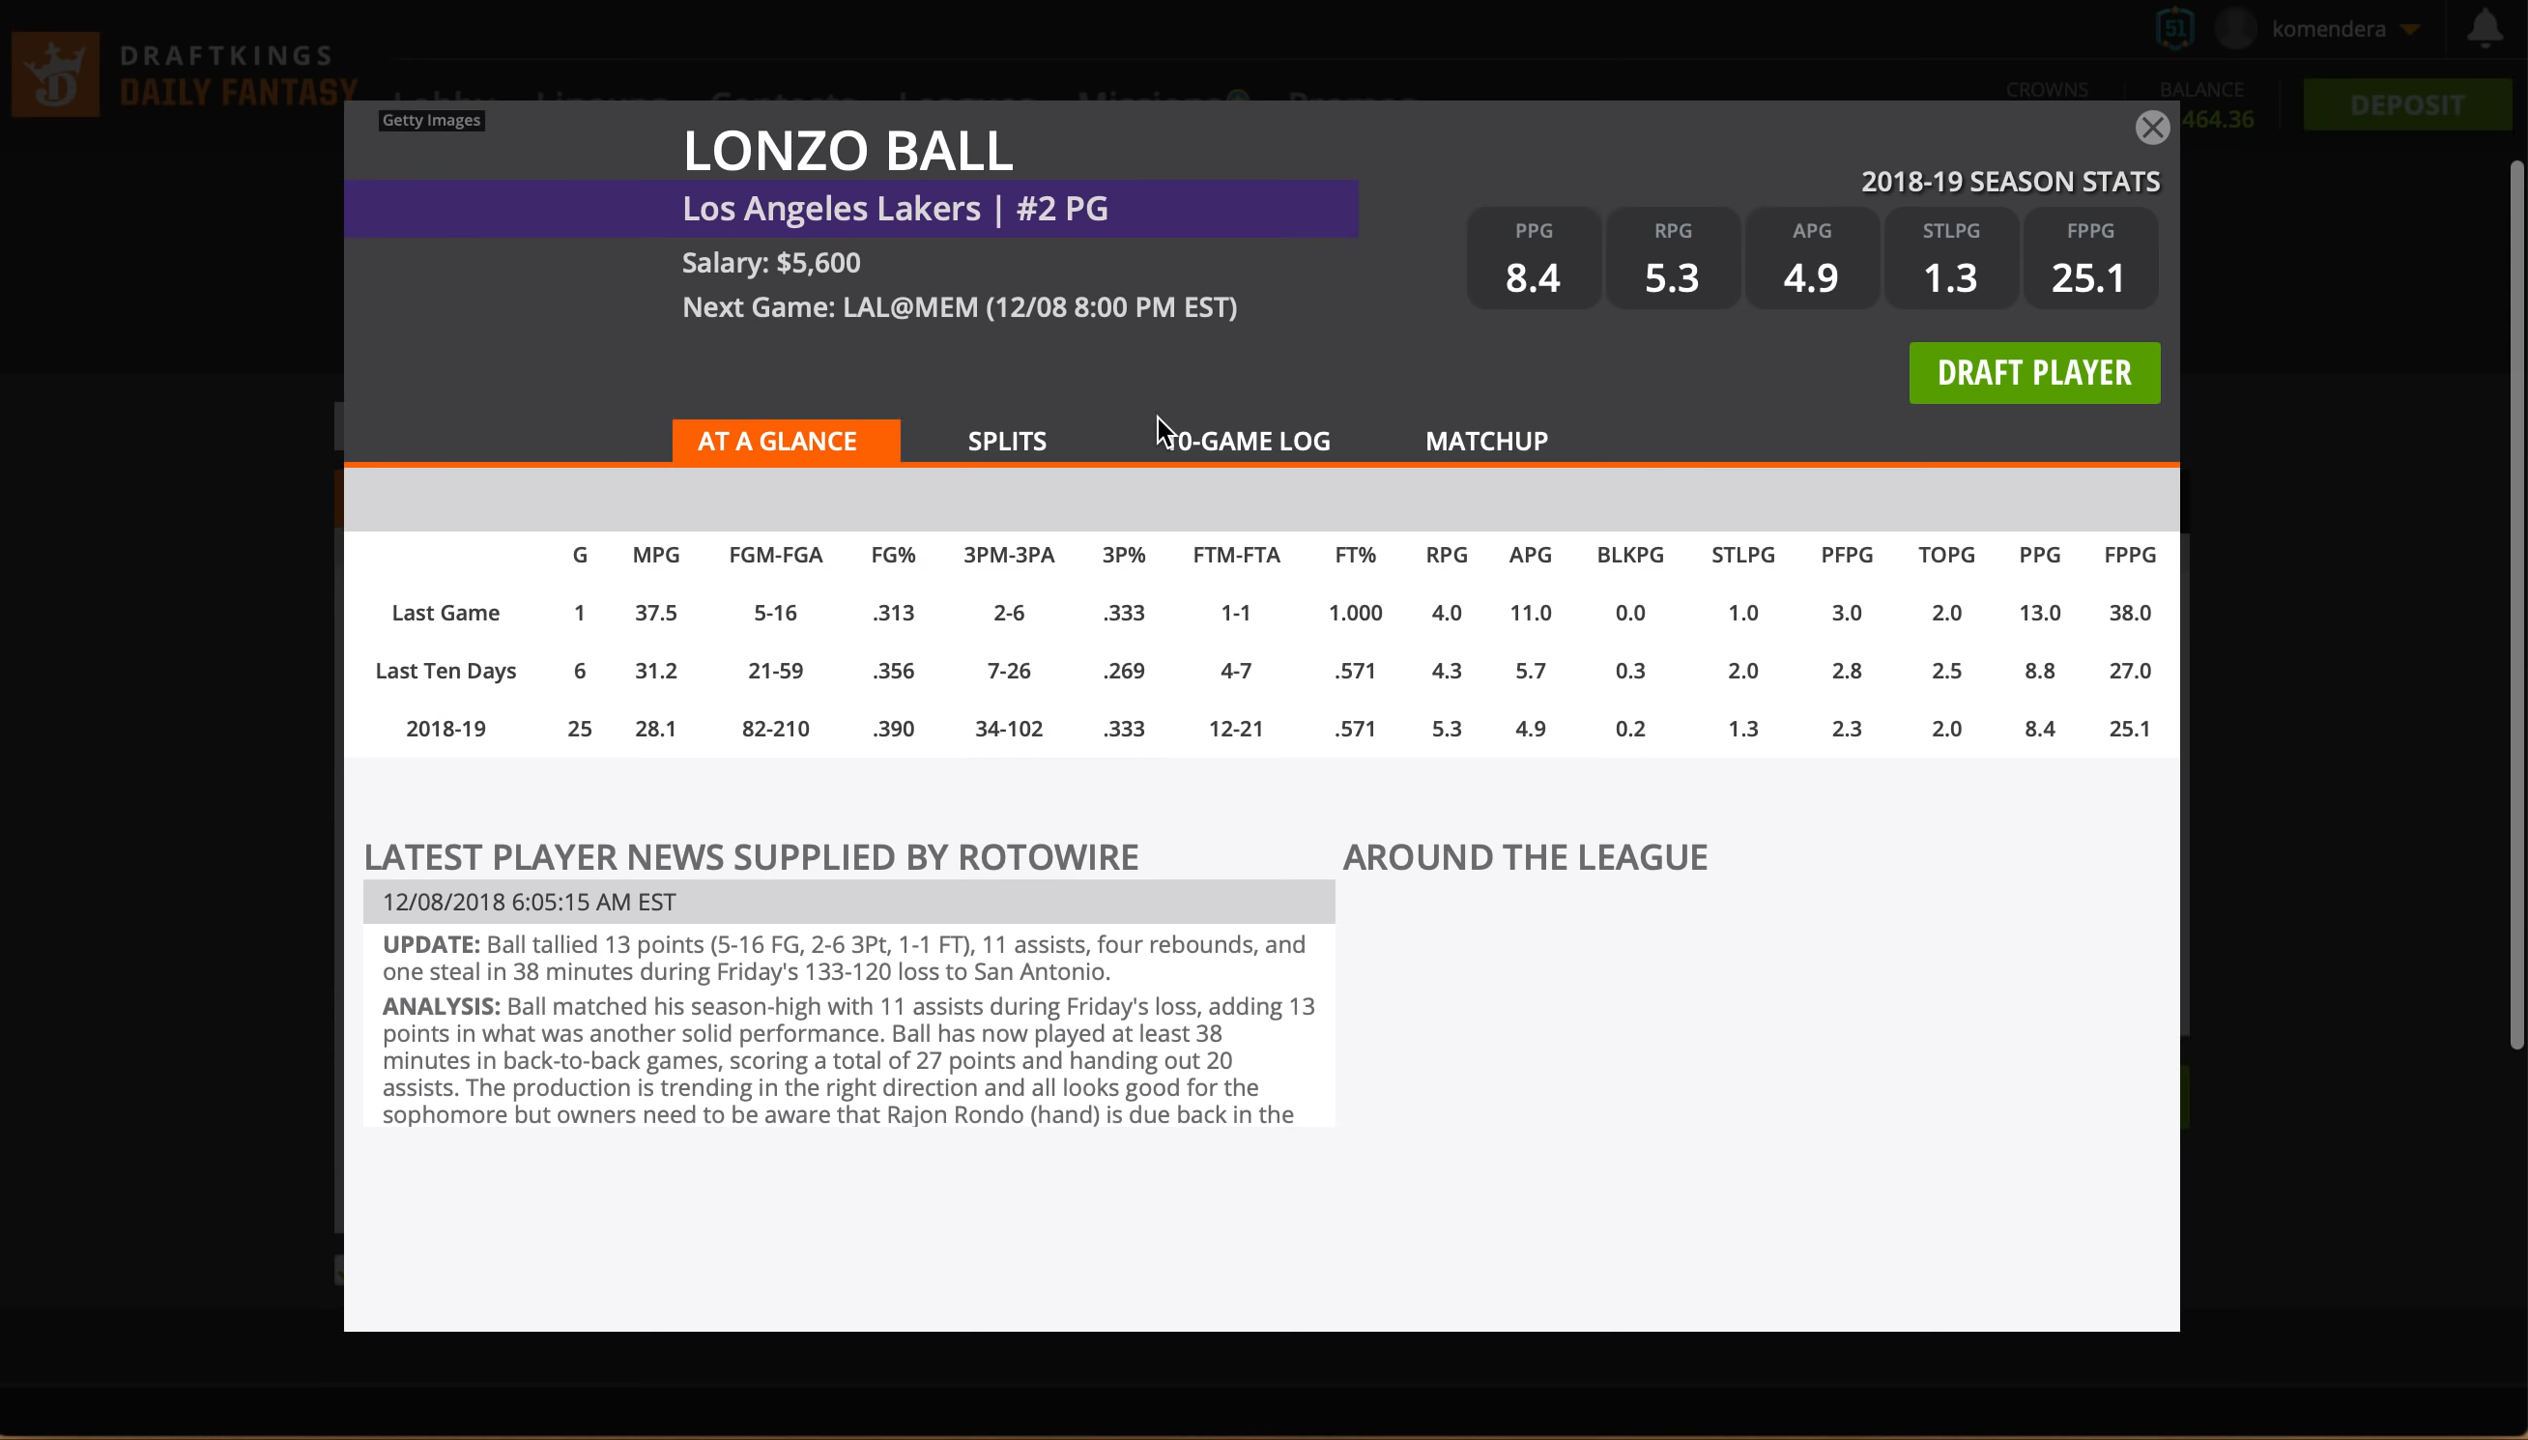 DRAFTKINGS
DAILY FANTASY
51
komendera
CROWNS
BALANCE
464.36
DEPOSIT
Getty Images
LONZO BALL
Los Angeles Lakers | #2 PG
Salary: $5,600
Next Game: LAL@MEM (12/08 8:00 PM EST)
2018-19 SEASON STATS
PPG RPG APG STLPG FPPG
8.4 5.3 4.9 1.3 25.1
DRAFT PLAYER
AT A GLANCE SPLITS 10-GAME LOG MATCHUP
G MPG FGM-FGA FG% 3PM-3PA 3P% FTM-FTA FT% RPG APG BLKPG STLPG PFPG TOPG PPG FPPG
Last Game 1 37.5 5-16 .313 2-6 .333 1-1 1.000 4.0 11.0 0.0 1.0 3.0 2.0 13.0 38.0
Last Ten Days 6 31.2 21-59 .356 7-26 .269 4-7 .571 4.3 5.7 0.3 2.0 2.8 2.5 8.8 27.0
2018-19 25 28.1 82-210 .390 34-102 .333 12-21 .571 5.3 4.9 0.2 1.3 2.3 2.0 8.4 25.1
LATEST PLAYER NEWS SUPPLIED BY ROTOWIRE
12/08/2018 6:05:15 AM EST
UPDATE: Ball tallied 13 points (5-16 FG, 2-6 3Pt, 1-1 FT), 11 assists, four rebounds, and
one steal in 38 minutes during Friday's 133-120 loss to San Antonio.
ANALYSIS: Ball matched his season-high with 11 assists during Friday's loss, adding 13
points in what was another solid performance. Ball has now played at least 38
minutes in back-to-back games, scoring a total of 27 points and handing out 20
assists. The production is trending in the right direction and all looks good for the
sophomore but owners need to be aware that Rajon Rondo (hand) is due back in the
AROUND THE LEAGUE